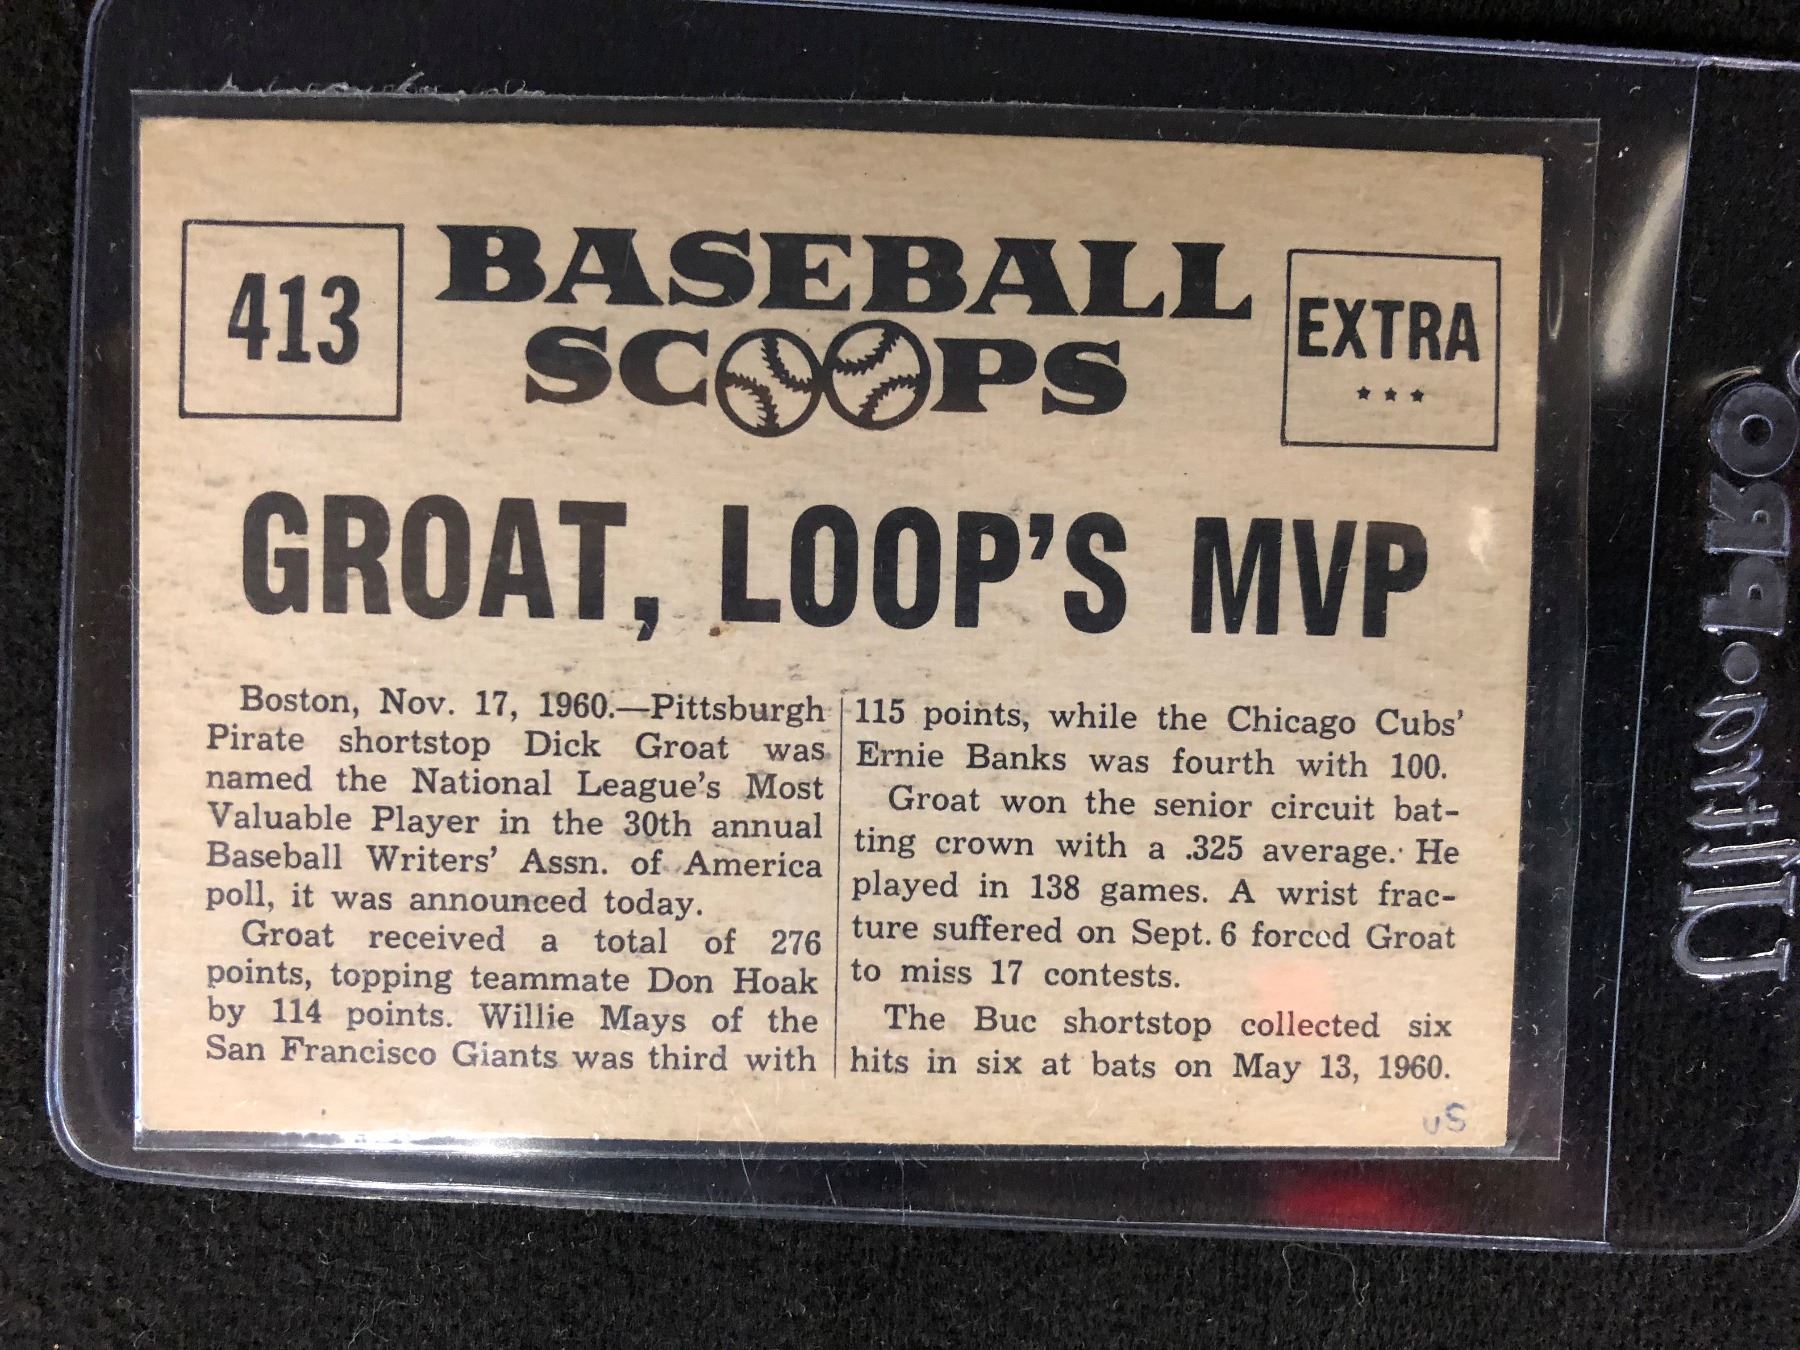 413
BASEBALL
SCOOPS
EXTRA
GROAT, LOOP'S MVP
Boston, Nov. 17, 1960.—Pittsburgh
Pirate shortstop Dick Groat was
named the National League's Most
Valuable Player in the 30th annual
Baseball Writers' Assn. of America
poll, it was announced today.
Groat received a total of 276
points, topping teammate Don Hoak
by 114 points. Willie Mays of the
San Francisco Giants was third with
115 points, while the Chicago Cubs'
Ernie Banks was fourth with 100.
Groat won the senior circuit bat-
ting crown with a .325 average. He
played in 138 games. A wrist frac-
ture suffered on Sept. 6 forced Groat
to miss 17 contests.
The Buc shortstop collected six
hits in six at bats on May 13, 1960.
Ultra·PRO